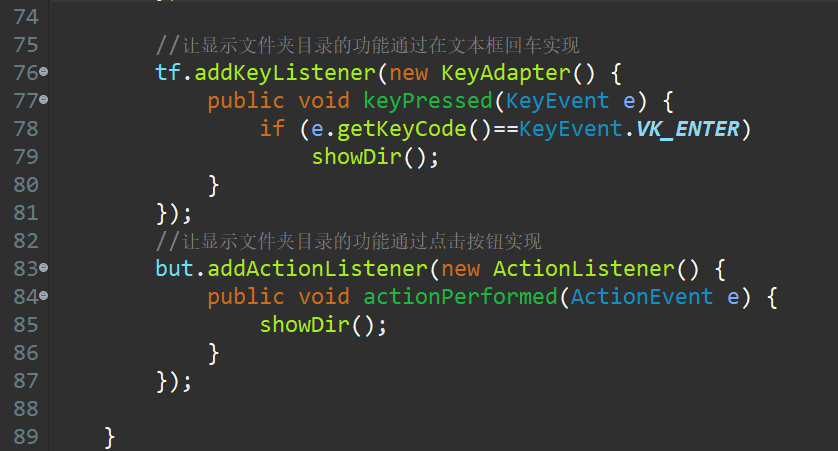 74
75 //让显示文件夹目录的功能通过在文本框回车实现
76 tf.addKeyListener(new KeyAdapter() {
77 public void keyPressed(KeyEvent e) {
78 if (e.getKeyCode()==KeyEvent.VK_ENTER)
79 showDir();
80 }
81 });
82 //让显示文件夹目录的功能通过点击按钮实现
83 but.addActionListener(new ActionListener() {
84 public void actionPerformed(ActionEvent e) {
85 showDir();
86 }
87 });
88
89 }